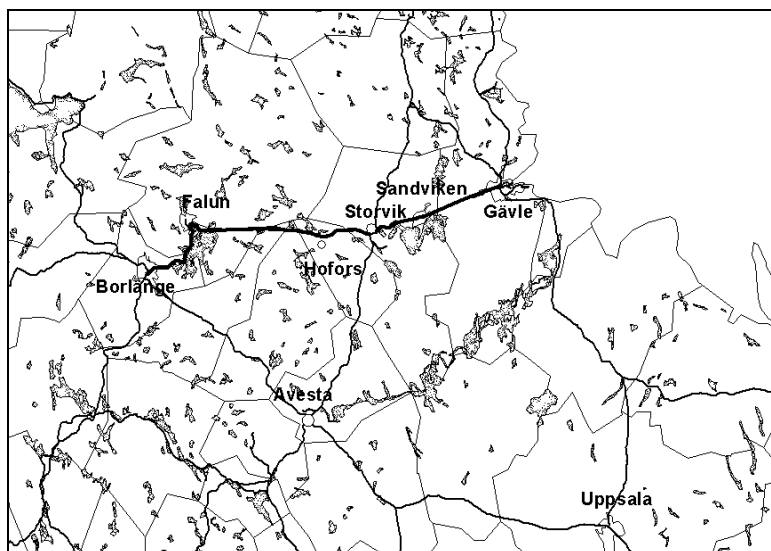 Sandviken
Falun
Storvik
Gävle
Hofors
Borlänge
Avesta
Uppsala